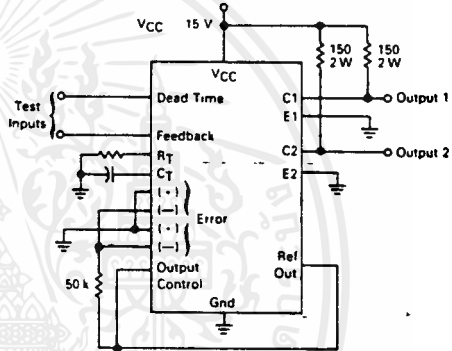 VCC 15 V
150
2 W
150
2 W
VCC
Test
Inputs
Dead Time
C1
Output 1
E1
Feedback
RT
C2
Output 2
CT
(+)
E2
(—)
Error
(+)
(—)
Ref
Out
50 k
Output
Control
Gnd